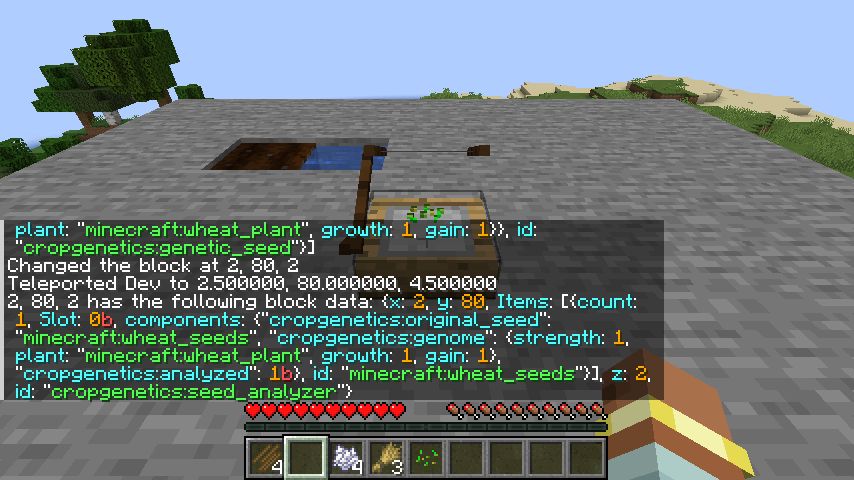 plant: "minecraft:wheat_plant", growth: 1, gain: 1}}, id:
"cropgenetics:genetic_seed"}]
Changed the block at 2, 80, 2
Teleported Dev to 2.500000, 80.000000, 4.500000
2, 80, 2 has the following block data: {x: 2, y: 80, Items: [{count:
1, Slot: 0b, components: {"cropgenetics:original_seed":
"minecraft:wheat_seeds", "cropgenetics:genome": {strength: 1,
plant: "minecraft:wheat_plant", growth: 1, gain: 1},
"cropgenetics:analyzed": 1b}, id: "minecraft:wheat_seeds"}], z: 2,
id: "cropgenetics:seed_analyzer"}
4 4 3